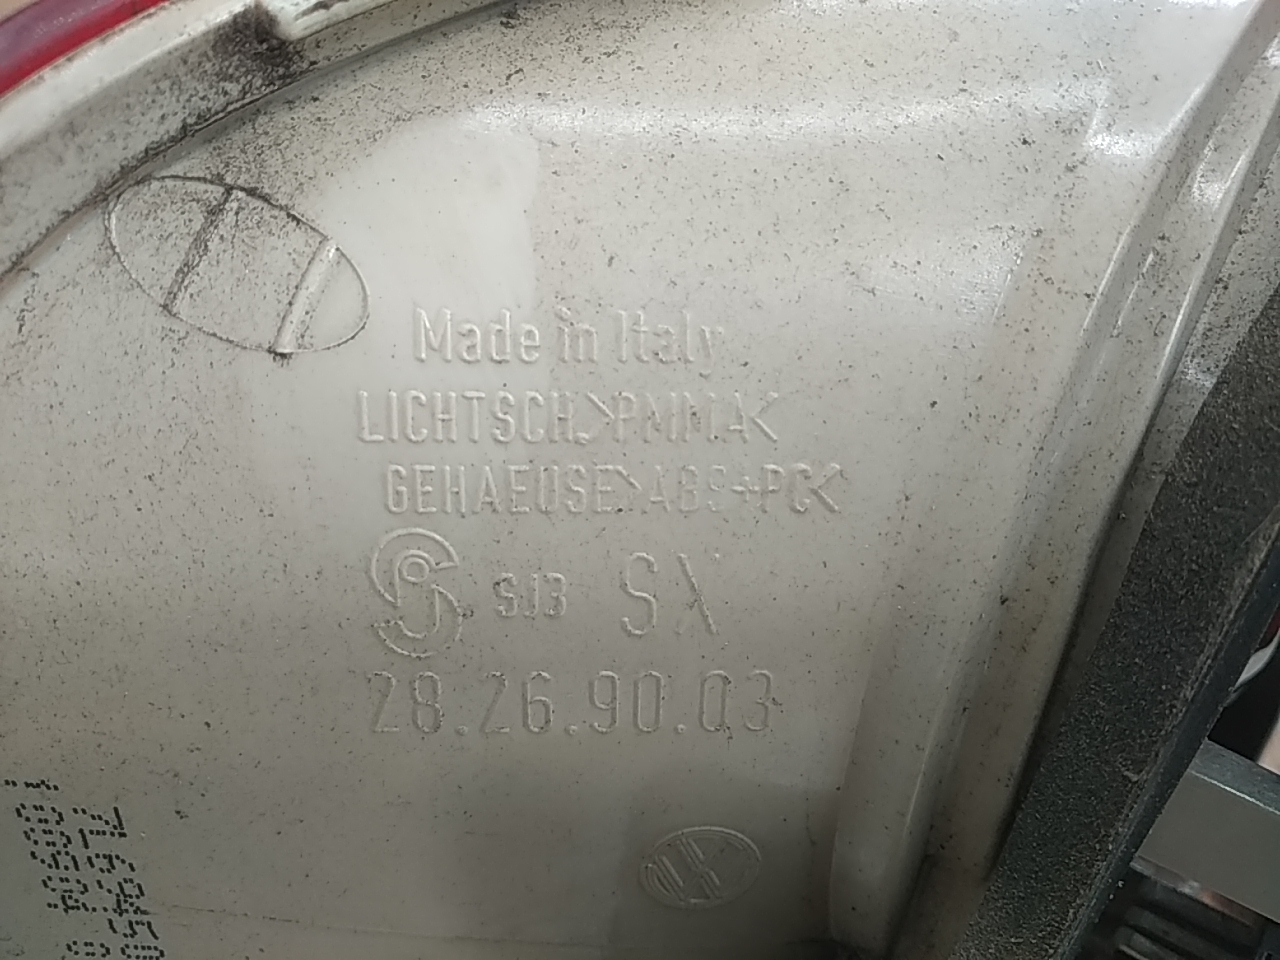 Made in Italy
LICHTSCH.>PMMA<
GEHAEUSE>ABS+PC<
SJ3 SX
28.26.90.03